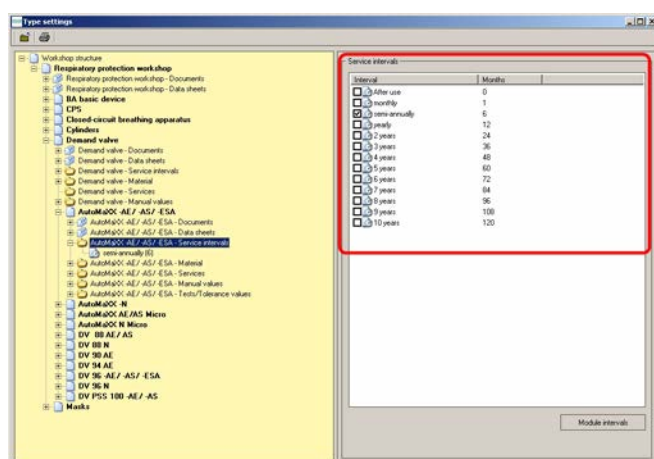 Type settings
Workshop structure
Respiratory protection workshop
Respiratory protection workshop - Documents
Respiratory protection workshop - Data sheets
BA basic device
CPS
Closed-circuit breathing apparatus
Cylinders
Demand valve
Demand valve - Documents
Demand valve - Data sheets
Demand valve - Service intervals
Demand valve - Material
Demand valve - Services
Demand valve - Manual values
AutoMaXX -AE/ -AS/ -ESA
AutoMaXX -AE/ -AS/ -ESA - Documents
AutoMaXX -AE/ -AS/ -ESA - Data sheets
AutoMaXX -AE/ -AS/ -ESA - Service intervals
semi-annually (6)
AutoMaXX -AE/ -AS/ -ESA - Material
AutoMaXX -AE/ -AS/ -ESA - Services
AutoMaXX -AE/ -AS/ -ESA - Manual values
AutoMaXX -AE/ -AS/ -ESA - Tests/Tolerance values
AutoMaXX -N
AutoMaXX AE/AS Micro
AutoMaXX N Micro
DV 88 AE/ AS
DV 88 N
DV 90 AE
DV 94 AE
DV 96 -AE/ -AS/ -ESA
DV 96 N
DV PSS 100 -AE/ -AS
Masks
Service intervals
Interval Months
After use 0
monthly 1
semi-annually 6
yearly 12
2 years 24
3 years 36
4 years 48
5 years 60
6 years 72
7 years 84
8 years 96
9 years 108
10 years 120
Module intervals